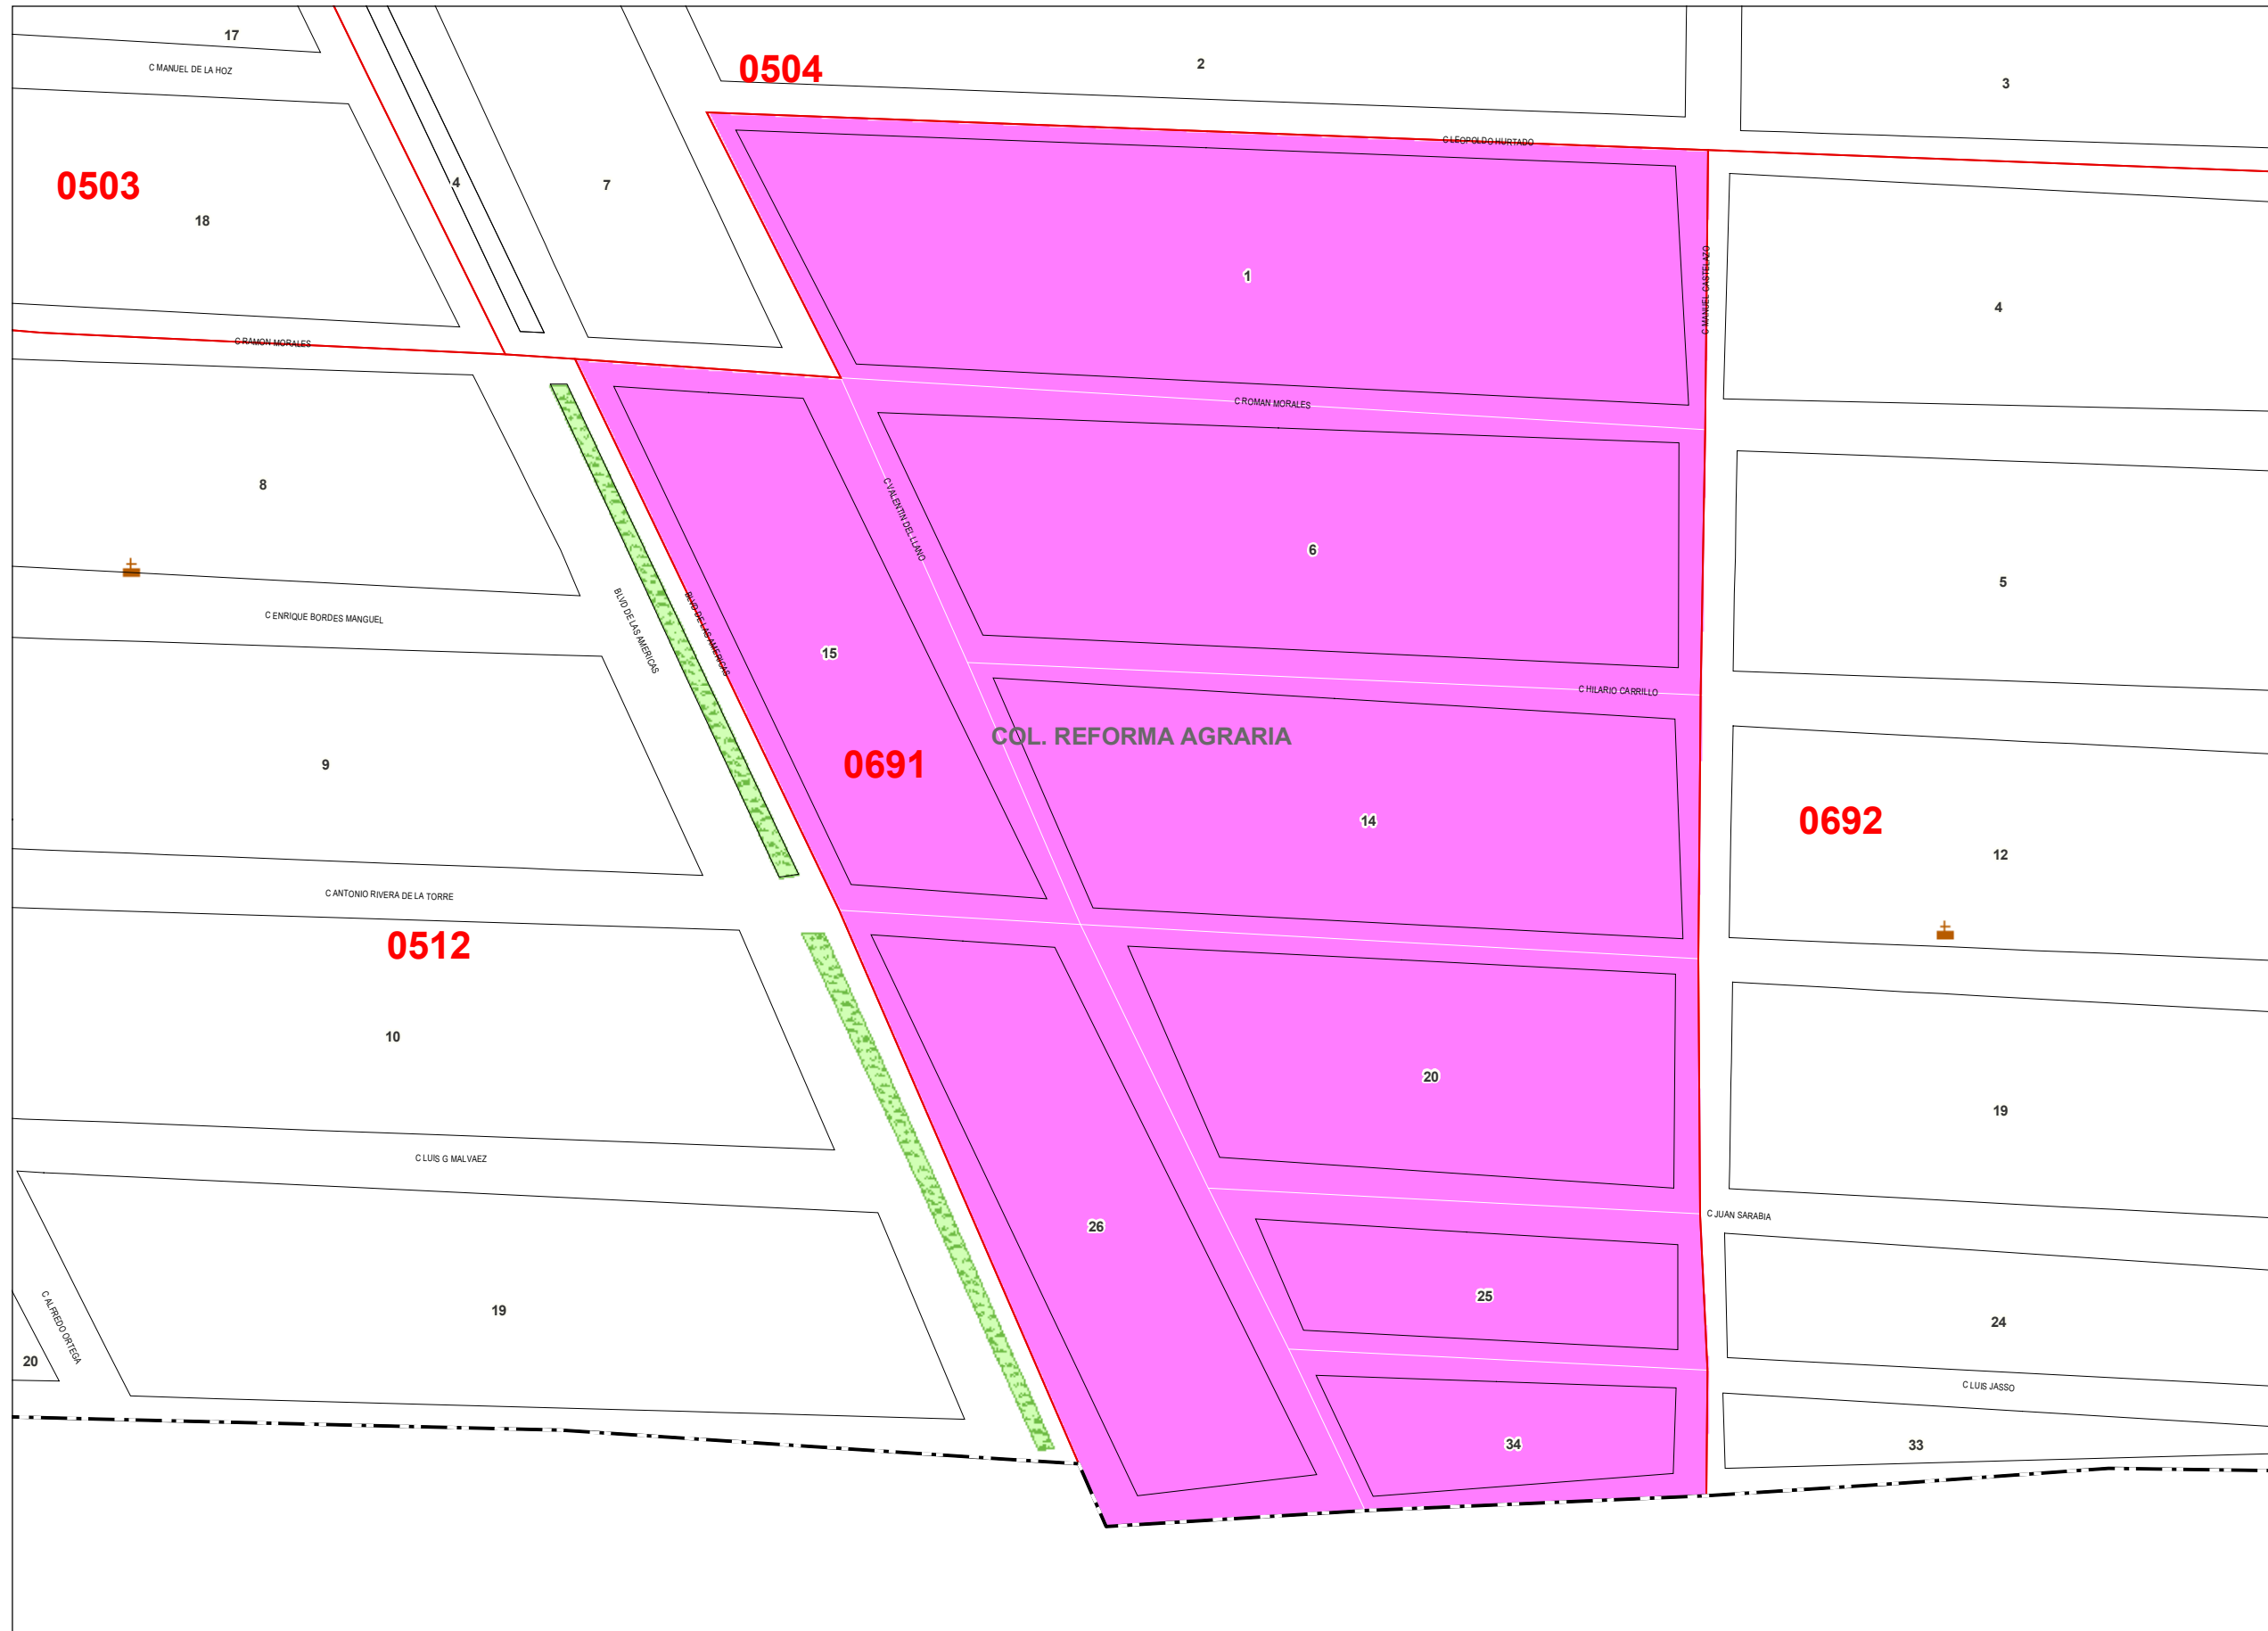 17
C MANUEL DE LA HOZ
0504
2
3
C LEOPOLDO HURTADO
0503
18
4
7
1
C MANUEL CASTELAZO
4
C RAMON MORALES
C ROMAN MORALES
8
C VALENTIN DEL LLANO
6
5
C ENRIQUE BORDES MANGUEL
BLVD DE LAS AMERICAS
BLVD DE LAS AMERICAS
15
C HILARIO CARRILLO
COL. REFORMA AGRARIA
9
0691
14
0692
12
C ANTONIO RIVERA DE LA TORRE
0512
10
20
19
C LUIS G MALVAEZ
26
C JUAN SARABIA
C ALFREDO ORTEGA
19
25
24
20
C LUIS JASSO
34
33